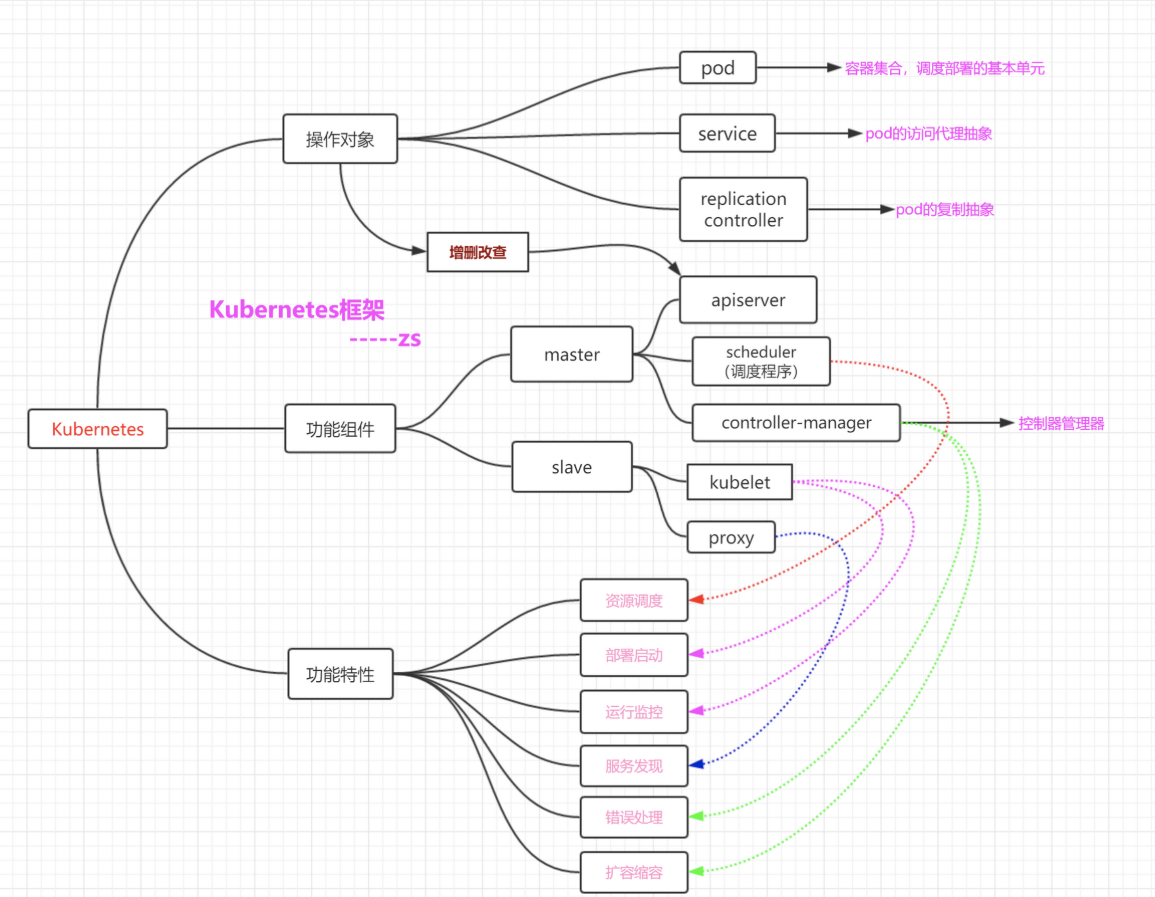 pod
容器集合，调度部署的基本单元
操作对象
service
pod的访问代理抽象
replication
controller
pod的复制抽象
增删改查
Kubernetes框架
-----zs
apiserver
master
scheduler
（调度程序）
Kubernetes
功能组件
controller-manager
控制器管理器
slave
kubelet
proxy
资源调度
部署启动
功能特性
运行监控
服务发现
错误处理
扩容缩容